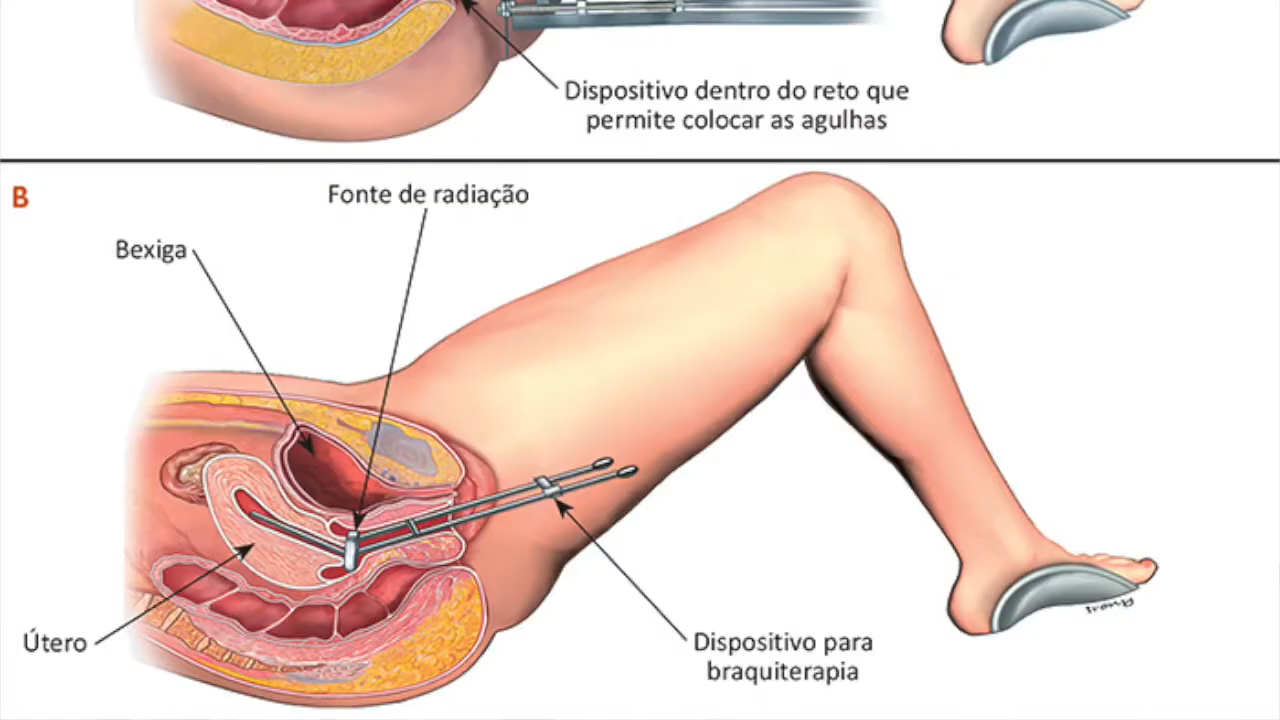 Dispositivo dentro do reto que
permite colocar as agulhas
B
Fonte de radiação
Bexiga
Útero
Dispositivo para
braquiterapia